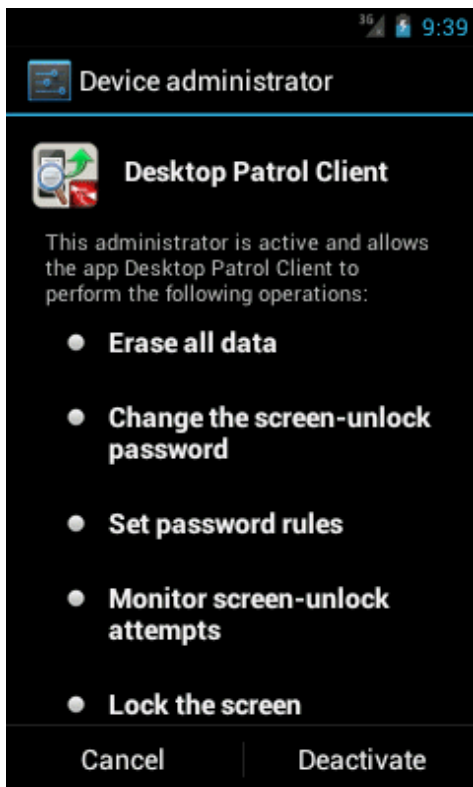 3G 9:39
Device administrator
Desktop Patrol Client
This administrator is active and allows
the app Desktop Patrol Client to
perform the following operations:
Erase all data
Change the screen-unlock
password
Set password rules
Monitor screen-unlock
attempts
Lock the screen
Cancel Deactivate